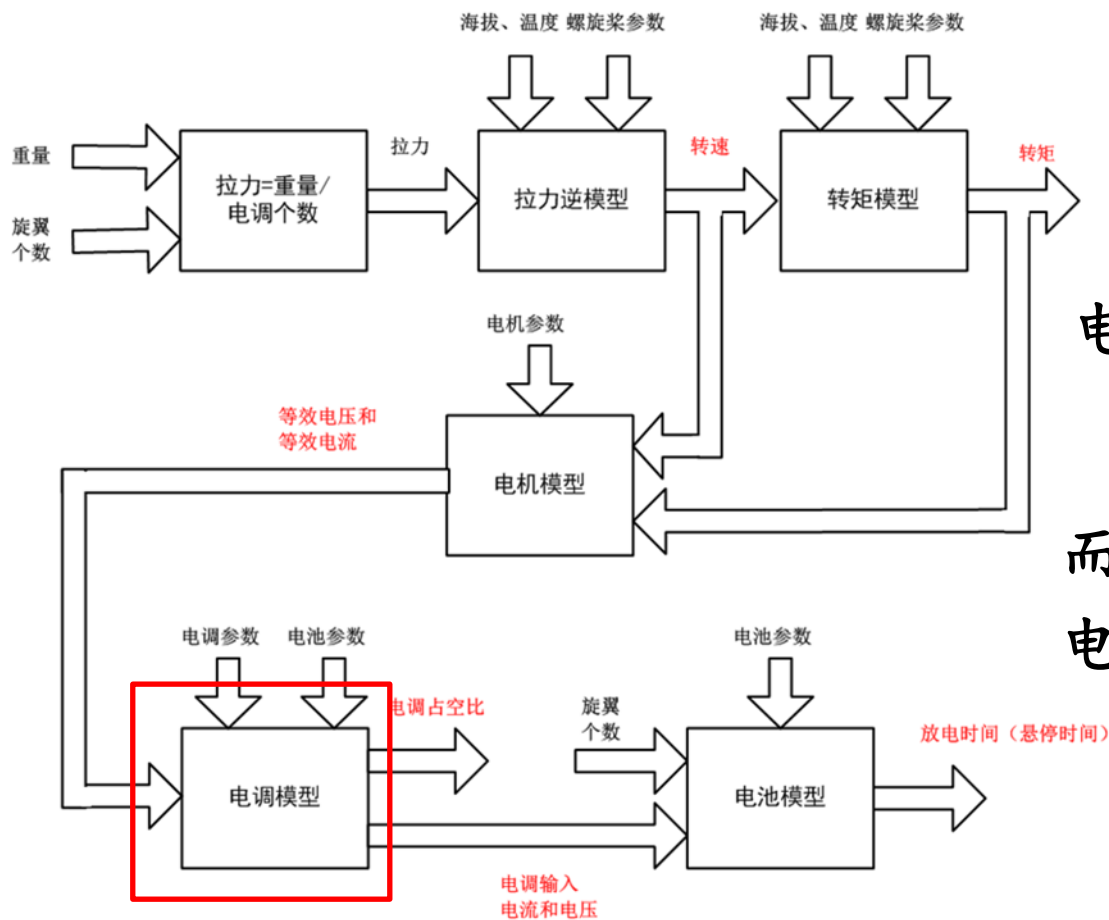 海拔、温度 螺旋桨参数
海拔、温度 螺旋桨参数
重量
旋翼
个数
拉力=重量/
电调个数
拉力
拉力逆模型
转速
转矩模型
转矩
电
电机参数
等效电压和
等效电流
电机模型
而
电
电调参数
电池参数
电池参数
电调占空比
旋翼
个数
放电时间（悬停时间）
电调模型
电池模型
电调输入
电流和电压